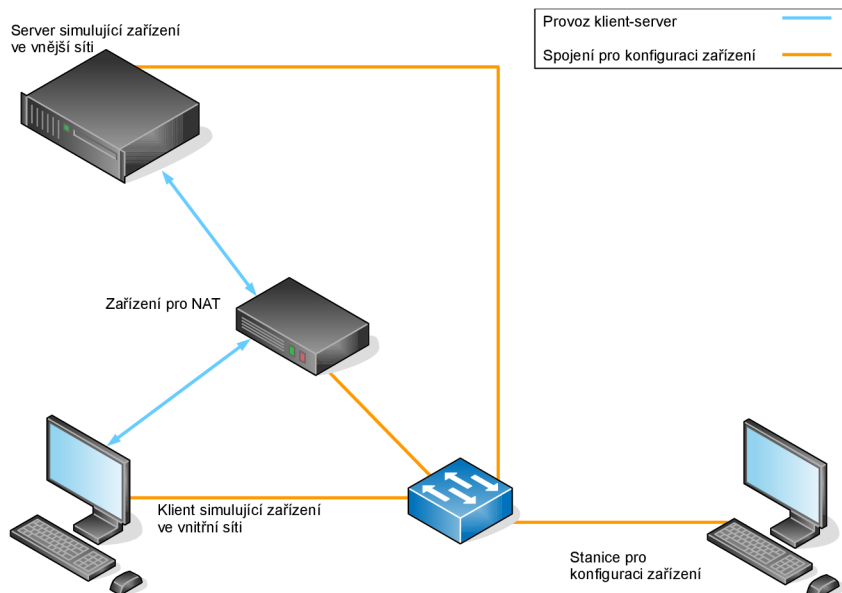 Server simulující zařízení
ve vnější síti
Provoz klient-server
Spojení pro konfiguraci zařízení
Zařízení pro NAT
Klient simulující zařízení
ve vnitřní síti
Stanice pro
konfiguraci zařízení